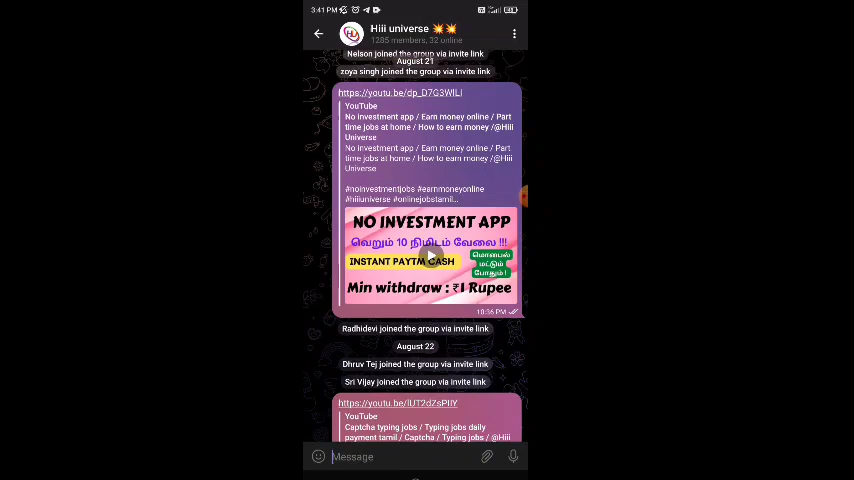 3:41 PM
Hiii universe 💥💥
1285 members, 32 online
Nelson joined the group via invite link
August 21
zoya singh joined the group via invite link
https://youtu.be/dp_D7G3WlLI
YouTube
No investment app / Earn money online / Part
time jobs at home / How to earn money /@Hiii
Universe
No investment app / Earn money online / Part
time jobs at home / How to earn money /@Hiii
Universe
#noinvestmentjobs #earnmoneyonline
#hiiiuniverse #onlinejobstamil...
NO INVESTMENT APP
வெறும் 10 நிமிடம் வேலை !!!
INSTANT PAYTM CASH
மொபைல்
மட்டும்
போதும் !
Min withdraw : ₹1 Rupee
10:36 PM
Radhidevi joined the group via invite link
August 22
Dhruv Tej joined the group via invite link
Sri Vijay joined the group via invite link
https://youtu.be/lUT2dZsPIIY
YouTube
Captcha typing jobs / Typing jobs daily
payment tamil / Captcha / Typing jobs / @Hiii
Message